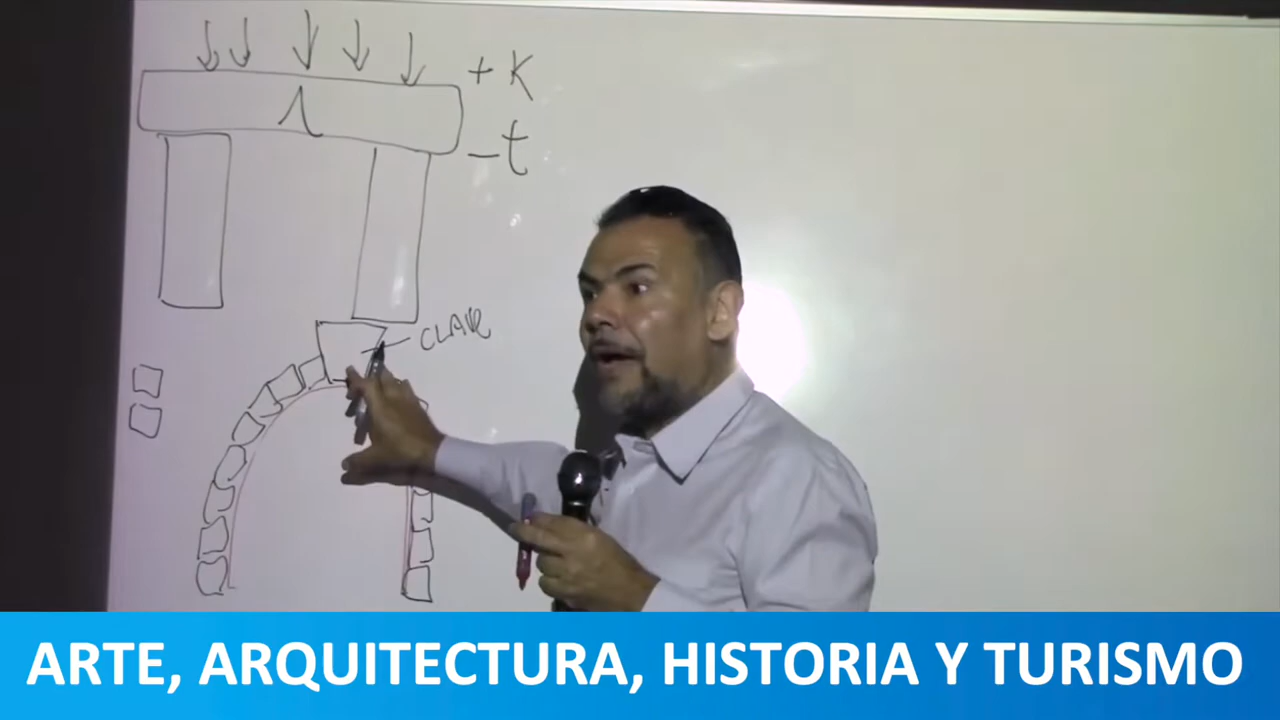 + K
- t
CLAVE
ARTE, ARQUITECTURA, HISTORIA Y TURISMO